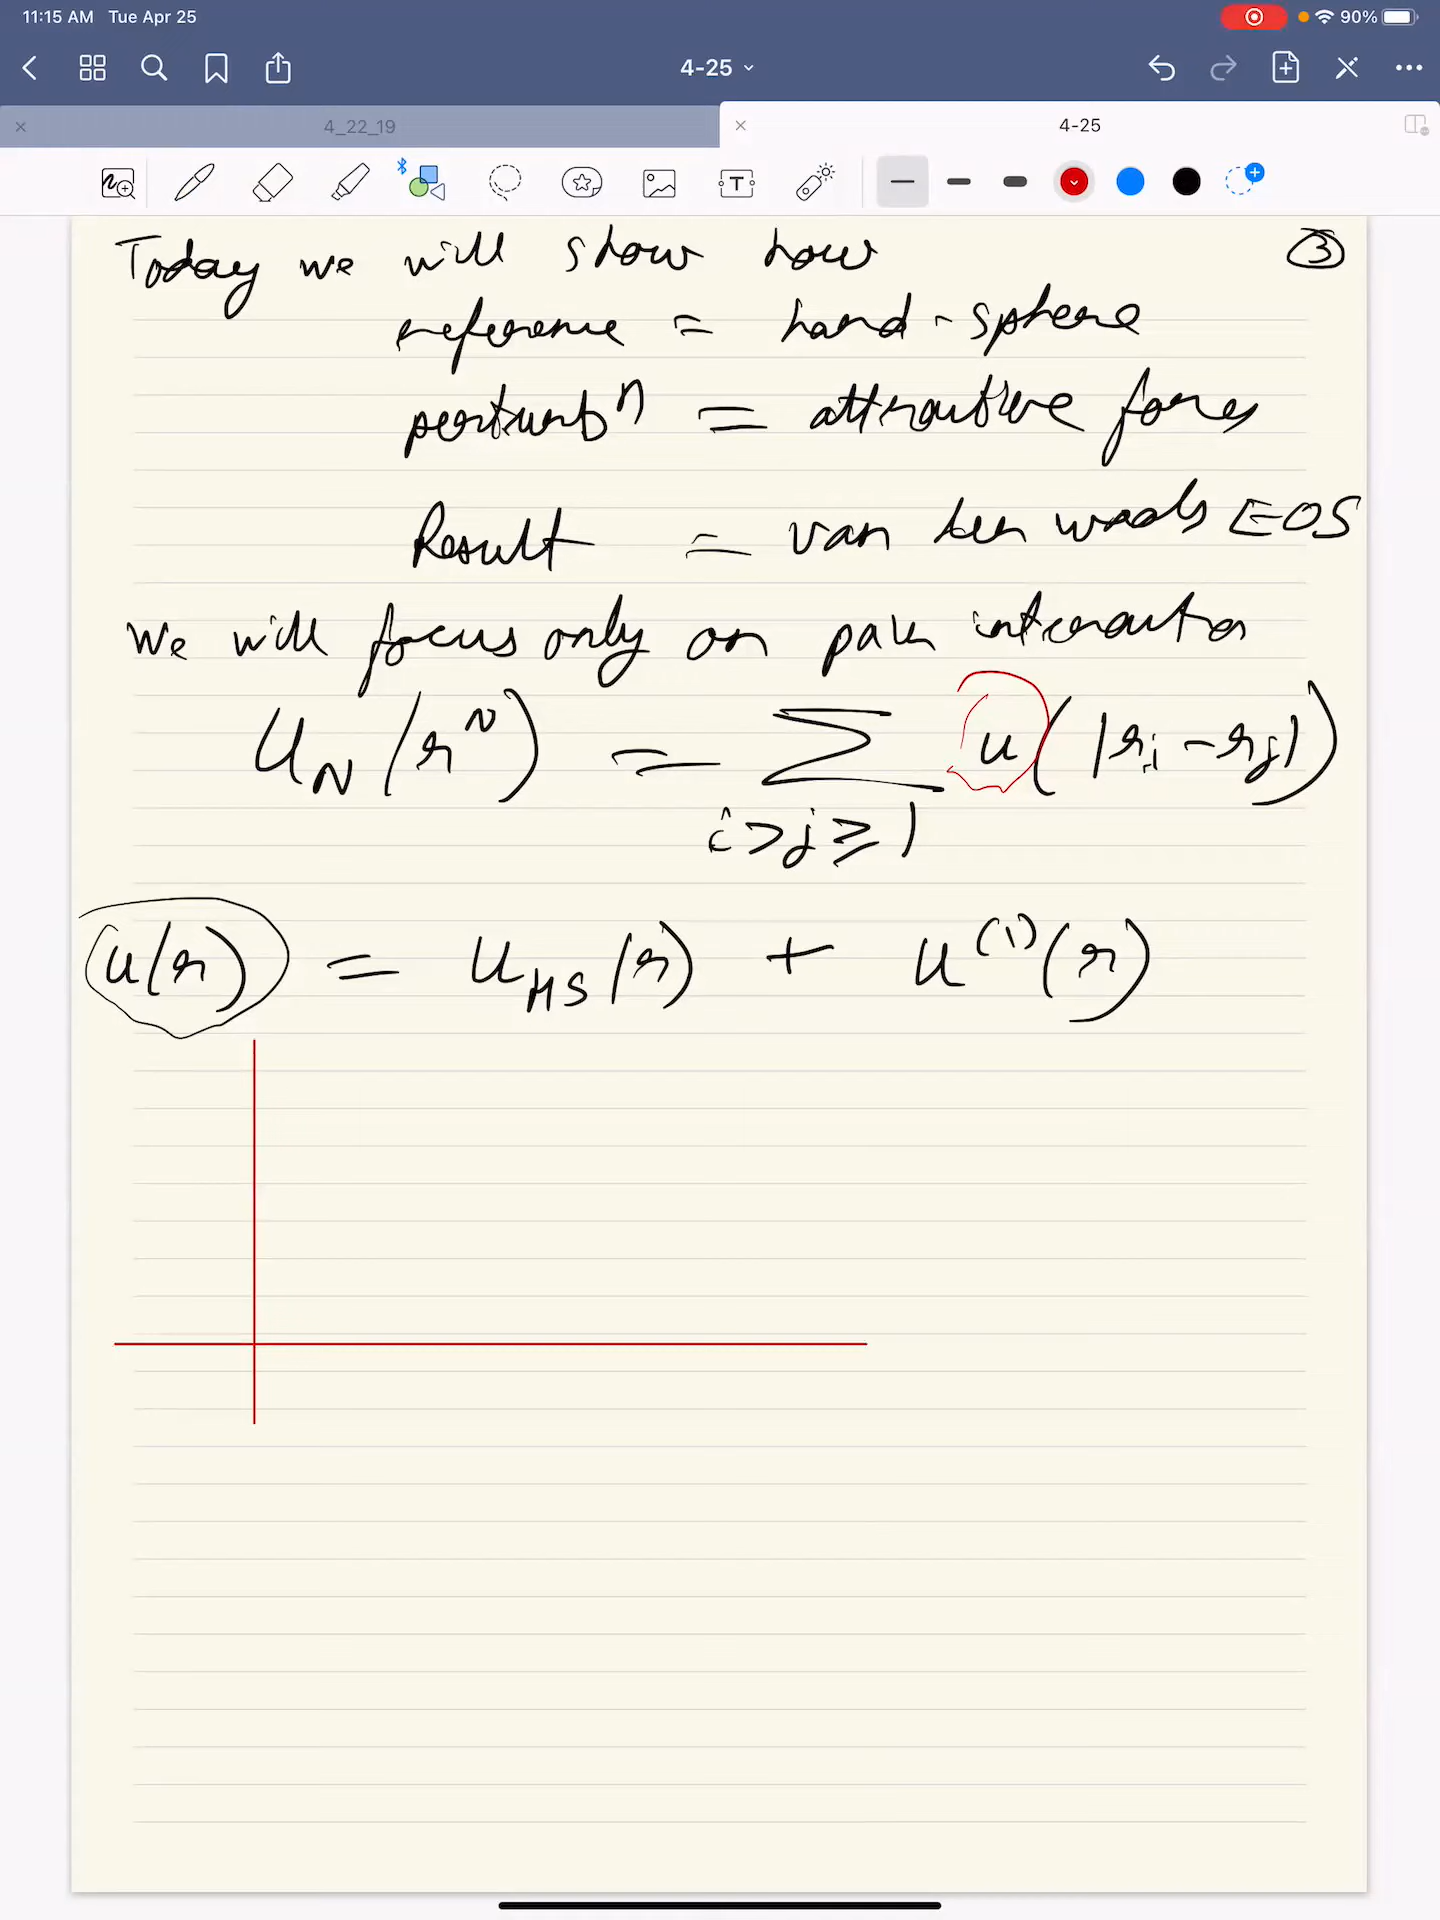 11:15 AM Tue Apr 25 90%
4-25
4_22_19 4-25
T
Today we will show how ③
reference = hard-sphere
perturbⁿ = attractive forces
Result = van der Waals EOS
We will focus only on pair interaction
U_N(r^N) = Σ_{i>j≥1} u(|r_i - r_j|)
u(r) = u_HS(r) + u^(1)(r)